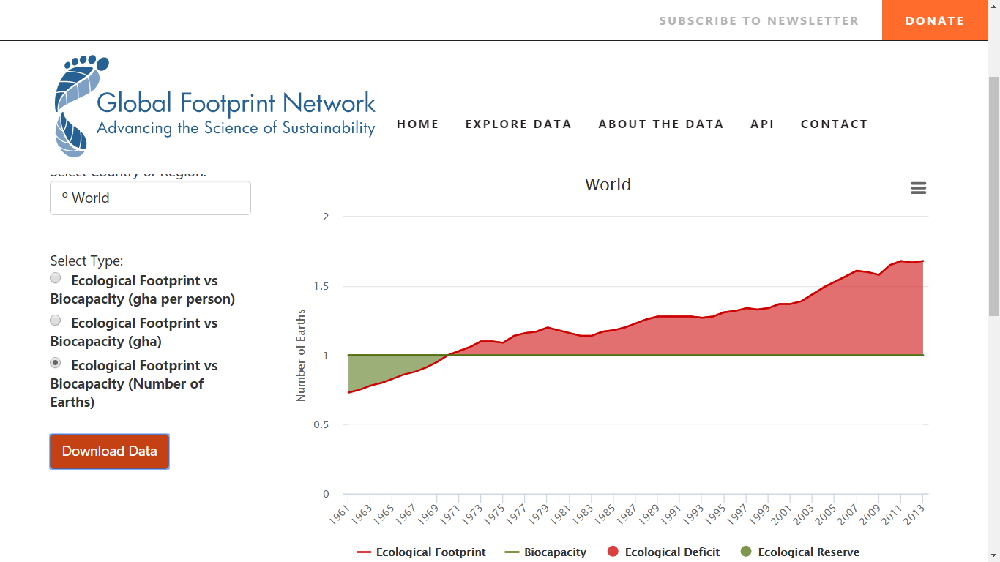 SUBSCRIBE TO NEWSLETTER
DONATE
Global Footprint Network
Advancing the Science of Sustainability
HOME
EXPLORE DATA
ABOUT THE DATA
API
CONTACT
Select Country or Region:
º World
Select Type:
Ecological Footprint vs
Biocapacity (gha per person)
Ecological Footprint vs
Biocapacity (gha)
Ecological Footprint vs
Biocapacity (Number of
Earths)
Download Data
World
Number of Earths
2
1.5
1
0.5
0
1961
1963
1965
1967
1969
1971
1973
1975
1977
1979
1981
1983
1985
1987
1989
1991
1993
1995
1997
1999
2001
2003
2005
2007
2009
2011
2013
Ecological Footprint
Biocapacity
Ecological Deficit
Ecological Reserve